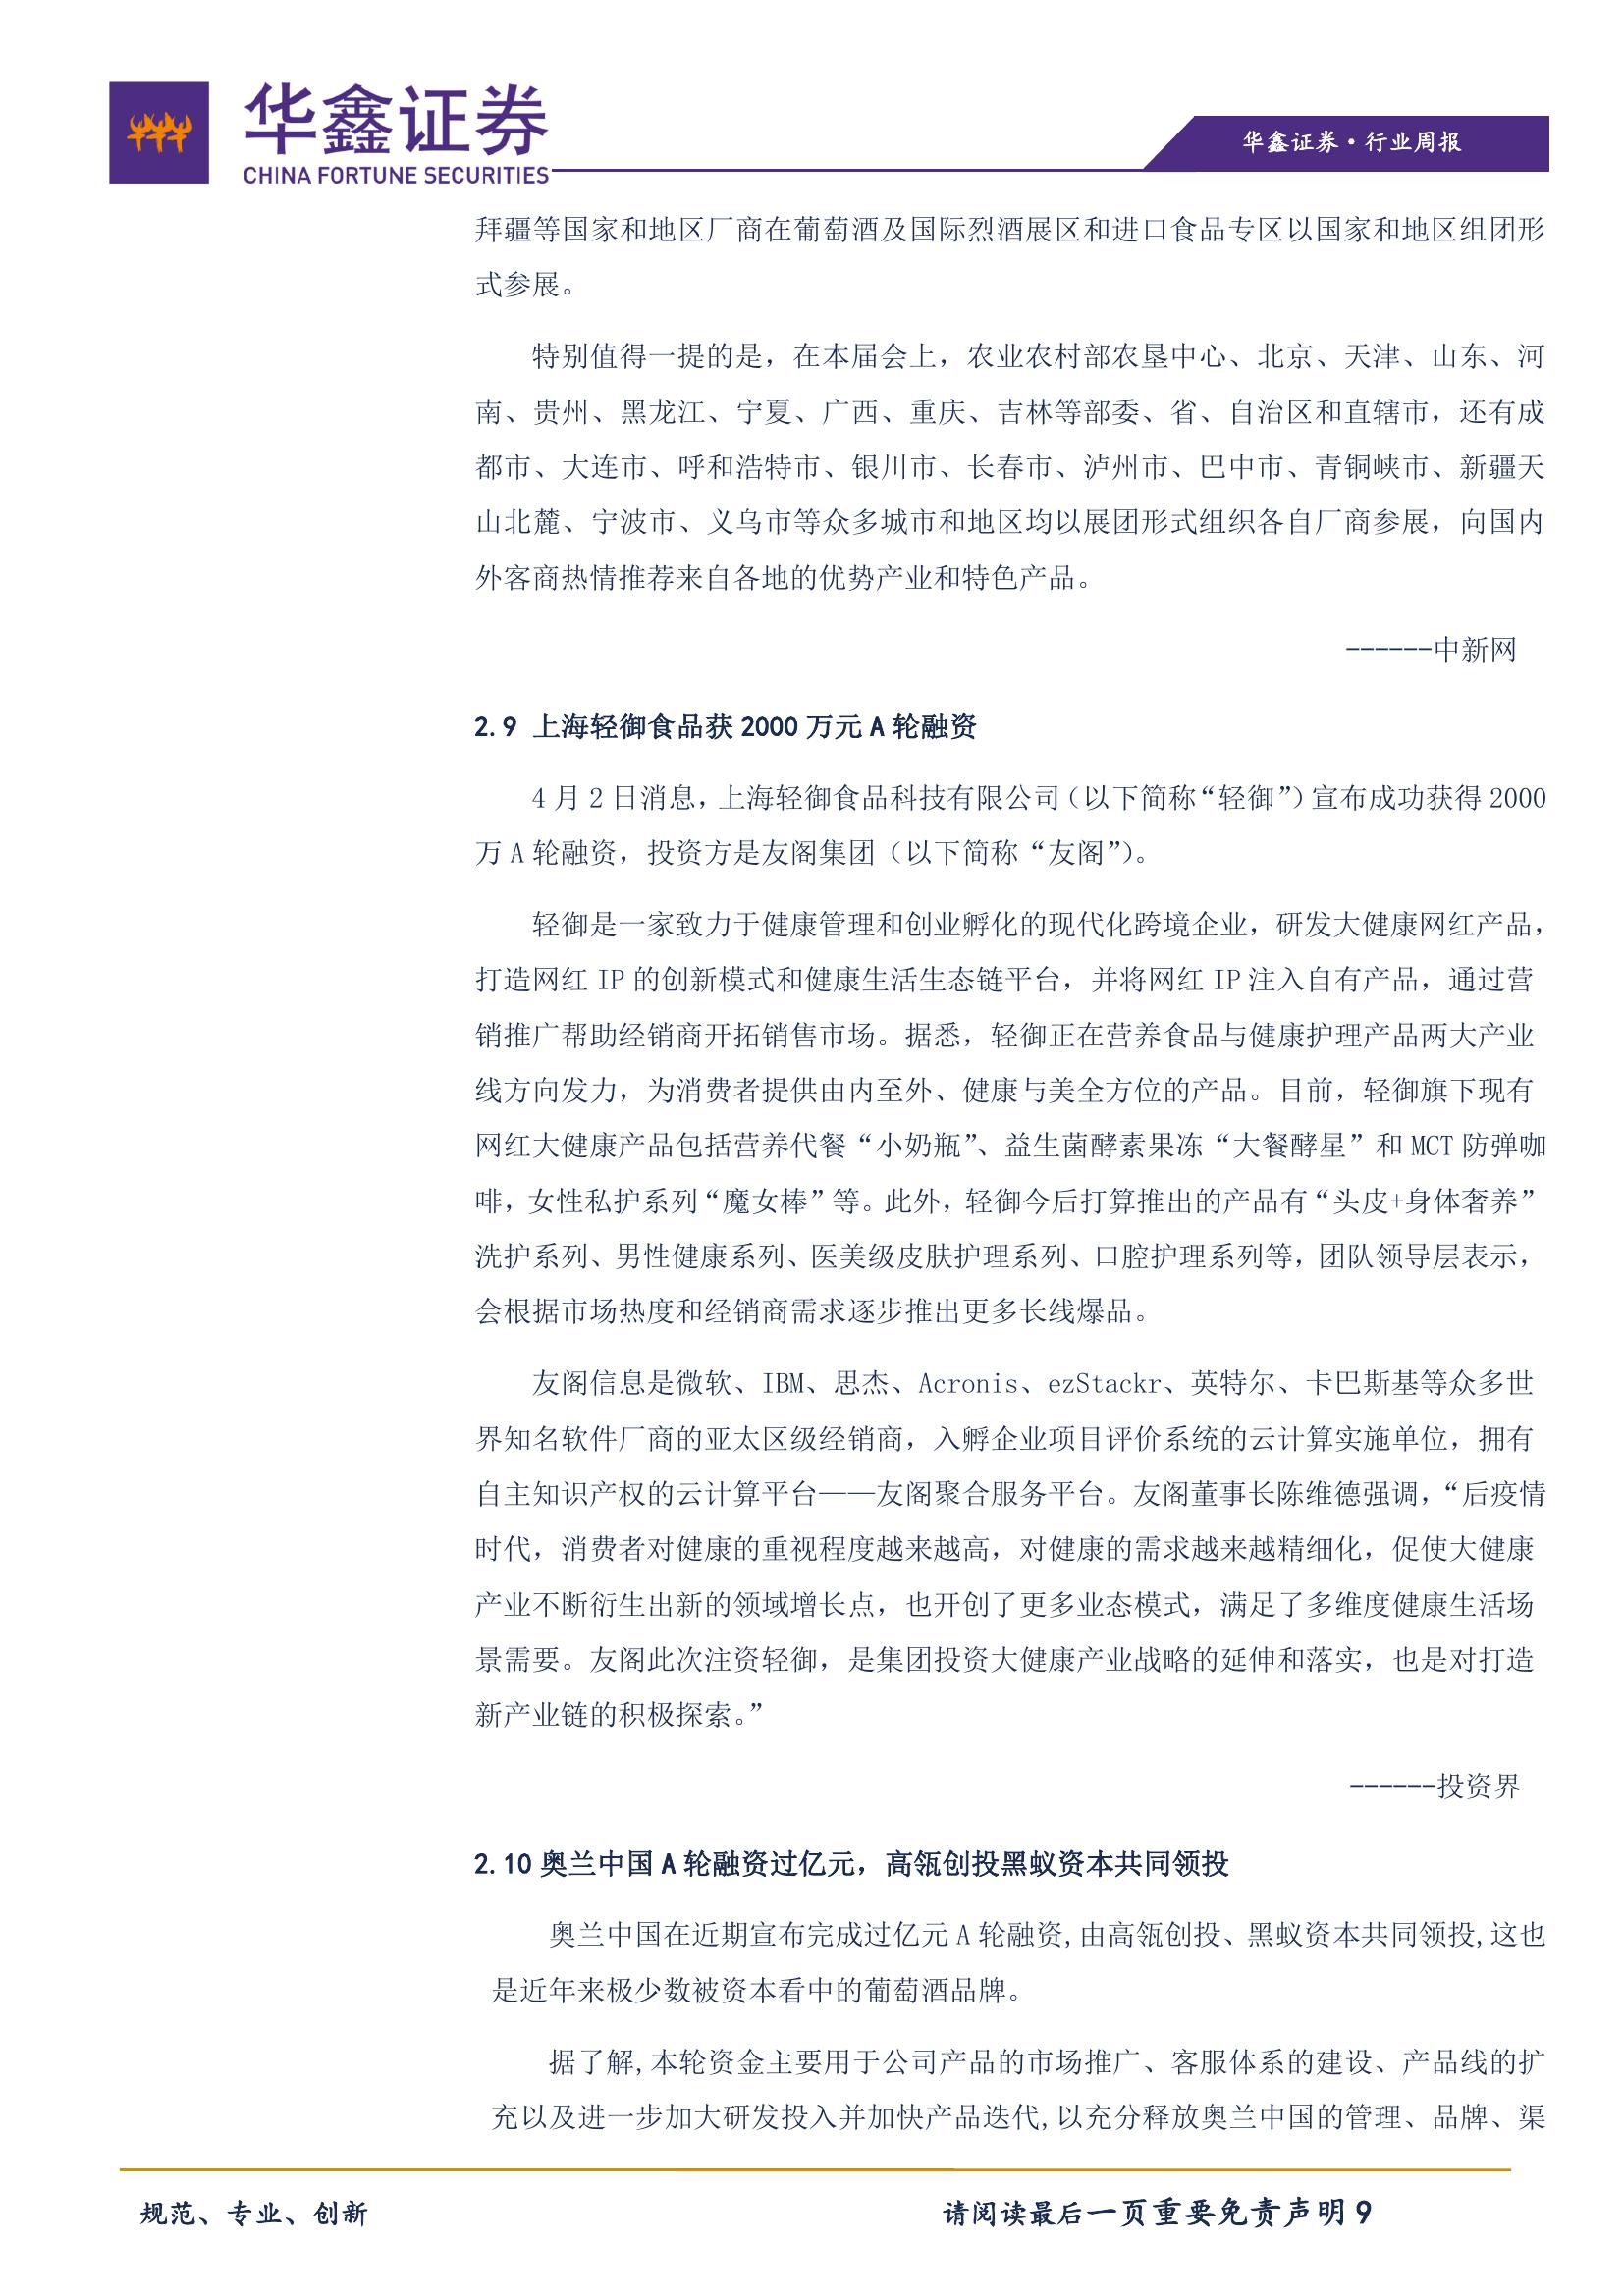 华鑫证券
CHINA FORTUNE SECURITIES
华鑫证券·行业周报
拜疆等国家和地区厂商在葡萄酒及国际烈酒展区和进口食品专区以国家和地区组团形
式参展。
特别值得一提的是，在本届会上，农业农村部农垦中心、北京、天津、山东、河
南、贵州、黑龙江、宁夏、广西、重庆、吉林等部委、省、自治区和直辖市，还有成
都市、大连市、呼和浩特市、银川市、长春市、泸州市、巴中市、青铜峡市、新疆天
山北麓、宁波市、义乌市等众多城市和地区均以展团形式组织各自厂商参展，向国内
外客商热情推荐来自各地的优势产业和特色产品。
------中新网
2.9 上海轻御食品获 2000 万元 A 轮融资
4 月 2 日消息，上海轻御食品科技有限公司（以下简称“轻御”）宣布成功获得 2000
万 A 轮融资，投资方是友阁集团（以下简称“友阁”）。
轻御是一家致力于健康管理和创业孵化的现代化跨境企业，研发大健康网红产品，
打造网红 IP 的创新模式和健康生活生态链平台，并将网红 IP 注入自有产品，通过营
销推广帮助经销商开拓销售市场。据悉，轻御正在营养食品与健康护理产品两大产业
线方向发力，为消费者提供由内至外、健康与美全方位的产品。目前，轻御旗下现有
网红大健康产品包括营养代餐“小奶瓶”、益生菌酵素果冻“大餐酵星”和 MCT 防弹咖
啡，女性私护系列“魔女棒”等。此外，轻御今后打算推出的产品有“头皮+身体奢养”
洗护系列、男性健康系列、医美级皮肤护理系列、口腔护理系列等，团队领导层表示，
会根据市场热度和经销商需求逐步推出更多长线爆品。
友阁信息是微软、IBM、思杰、Acronis、ezStackr、英特尔、卡巴斯基等众多世
界知名软件厂商的亚太区级经销商，入孵企业项目评价系统的云计算实施单位，拥有
自主知识产权的云计算平台——友阁聚合服务平台。友阁董事长陈维德强调，“后疫情
时代，消费者对健康的重视程度越来越高，对健康的需求越来越精细化，促使大健康
产业不断衍生出新的领域增长点，也开创了更多业态模式，满足了多维度健康生活场
景需要。友阁此次注资轻御，是集团投资大健康产业战略的延伸和落实，也是对打造
新产业链的积极探索。”
------投资界
2.10 奥兰中国 A 轮融资过亿元，高瓴创投黑蚁资本共同领投
奥兰中国在近期宣布完成过亿元 A 轮融资,由高瓴创投、黑蚁资本共同领投,这也
是近年来极少数被资本看中的葡萄酒品牌。
据了解,本轮资金主要用于公司产品的市场推广、客服体系的建设、产品线的扩
充以及进一步加大研发投入并加快产品迭代,以充分释放奥兰中国的管理、品牌、渠
规范、专业、创新
请阅读最后一页重要免责声明 9